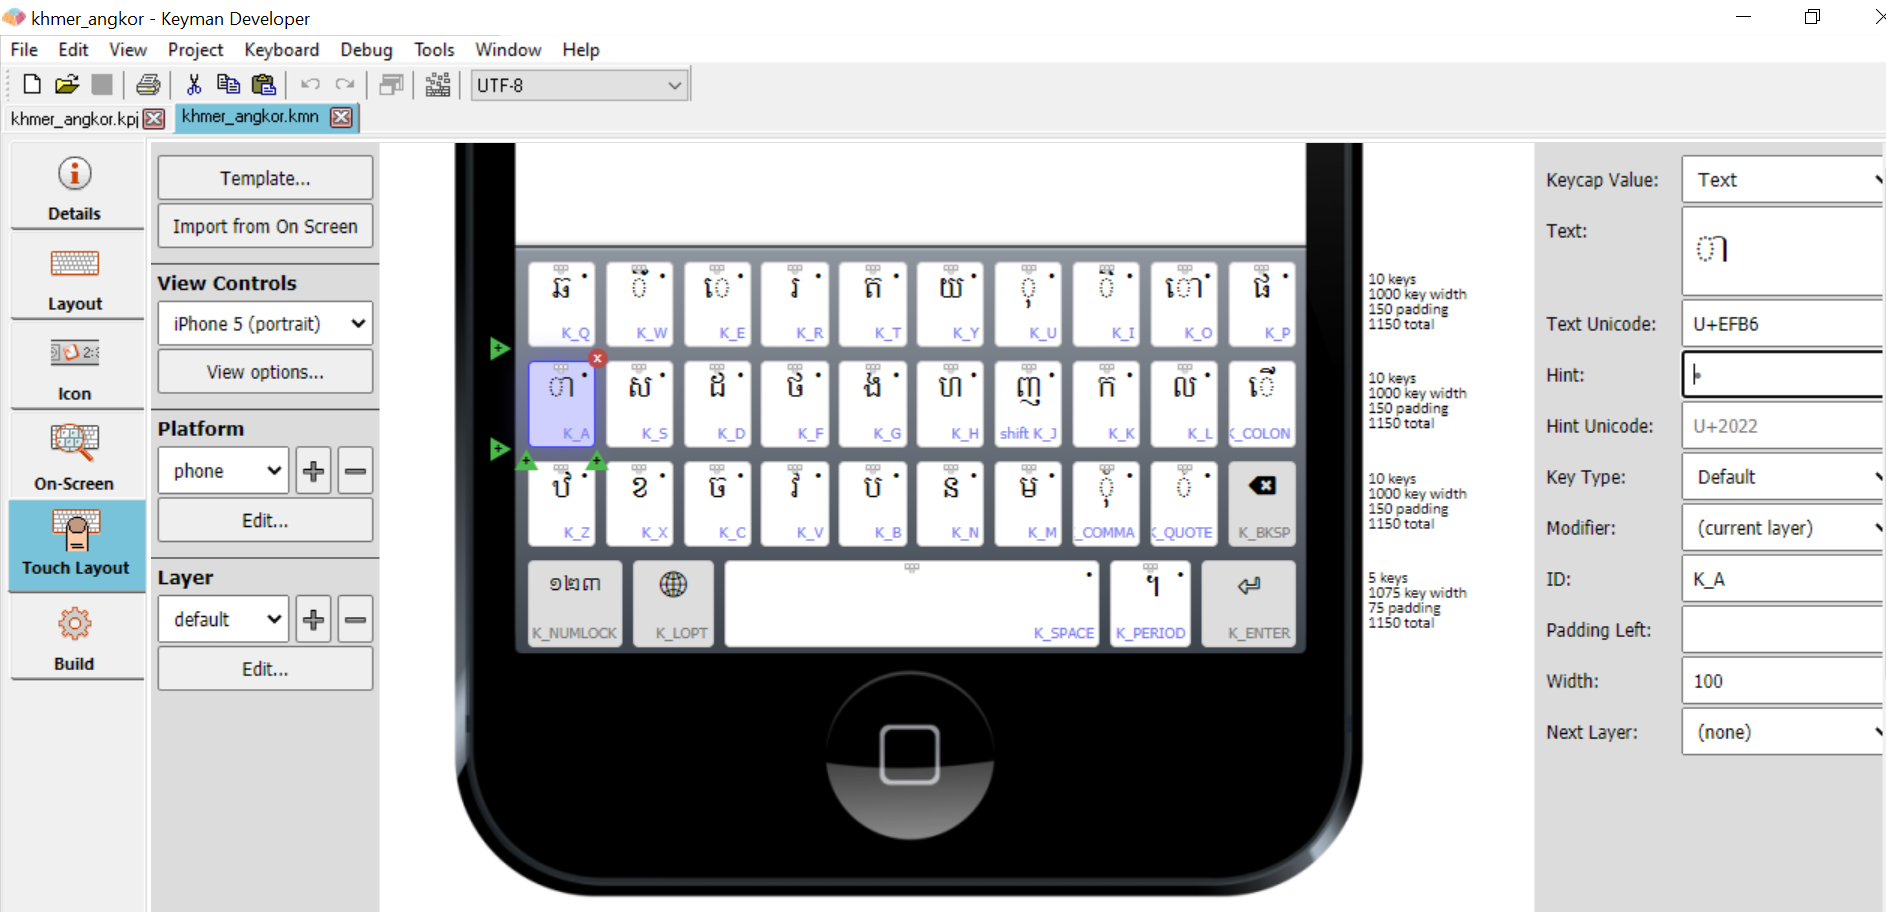 khmer_angkor - Keyman Developer
File Edit View Project Keyboard Debug Tools Window Help
UTF-8
khmer_angkor.kpj khmer_angkor.kmn
Details
Layout
Icon
On-Screen
Touch Layout
Build
Template...
Import from On Screen
View Controls
iPhone 5 (portrait)
View options...
Platform
phone
Edit...
Layer
default
Edit...
ឆ ឹ េ រ ត យ ុ ិ ោ ផ
K_Q K_W K_E K_R K_T K_Y K_U K_I K_O K_P
ា ស ដ ថ ង ហ ញ ក ល ើ
K_A K_S K_D K_F K_G K_H shift K_J K_K K_L K_COLON
ឋ ខ ច វ ប ន ម ុំ ់
K_Z K_X K_C K_V K_B K_N K_M K_COMMA K_QUOTE K_BKSP
១២៣ ។
K_NUMLOCK K_LOPT K_SPACE K_PERIOD K_ENTER
10 keys
1000 key width
150 padding
1150 total
10 keys
1000 key width
150 padding
1150 total
10 keys
1000 key width
150 padding
1150 total
5 keys
1075 key width
75 padding
1150 total
Keycap Value: Text
Text: ា
Text Unicode: U+EFB6
Hint: •
Hint Unicode: U+2022
Key Type: Default
Modifier: (current layer)
ID: K_A
Padding Left:
Width: 100
Next Layer: (none)